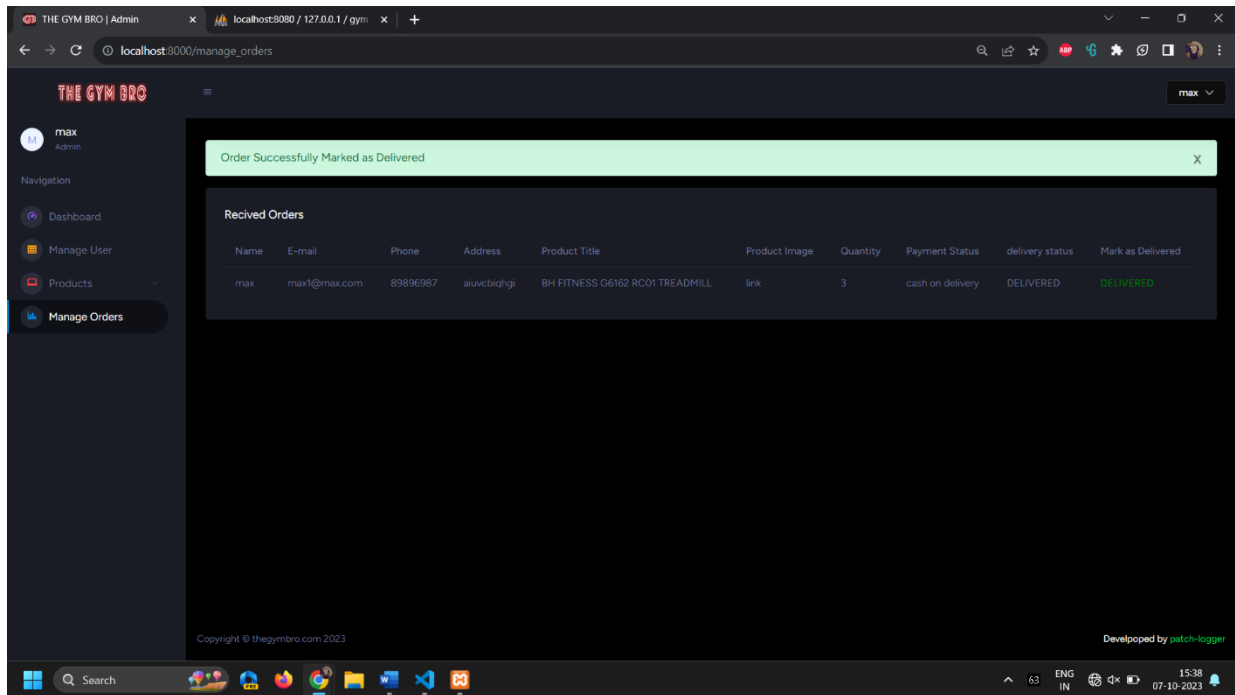 THE GYM BRO | Admin
localhost:8080 / 127.0.0.1 / gym
localhost:8000/manage_orders
ABP
THE GYM BRO
max
M
max
Admin
Order Successfully Marked as Delivered X
Navigation
Dashboard
Manage User
Products
Manage Orders
Recived Orders
Name E-mail Phone Address Product Title Product Image Quantity Payment Status delivery status Mark as Delivered
max max1@max.com 89896987 aiuvcbiqhgi BH FITNESS G6162 RC01 TREADMILL link 3 cash on delivery DELIVERED DELIVERED
Copyright © thegymbro.com 2023
Develpoped by patch-logger
Search
63
ENG
IN
15:38
07-10-2023